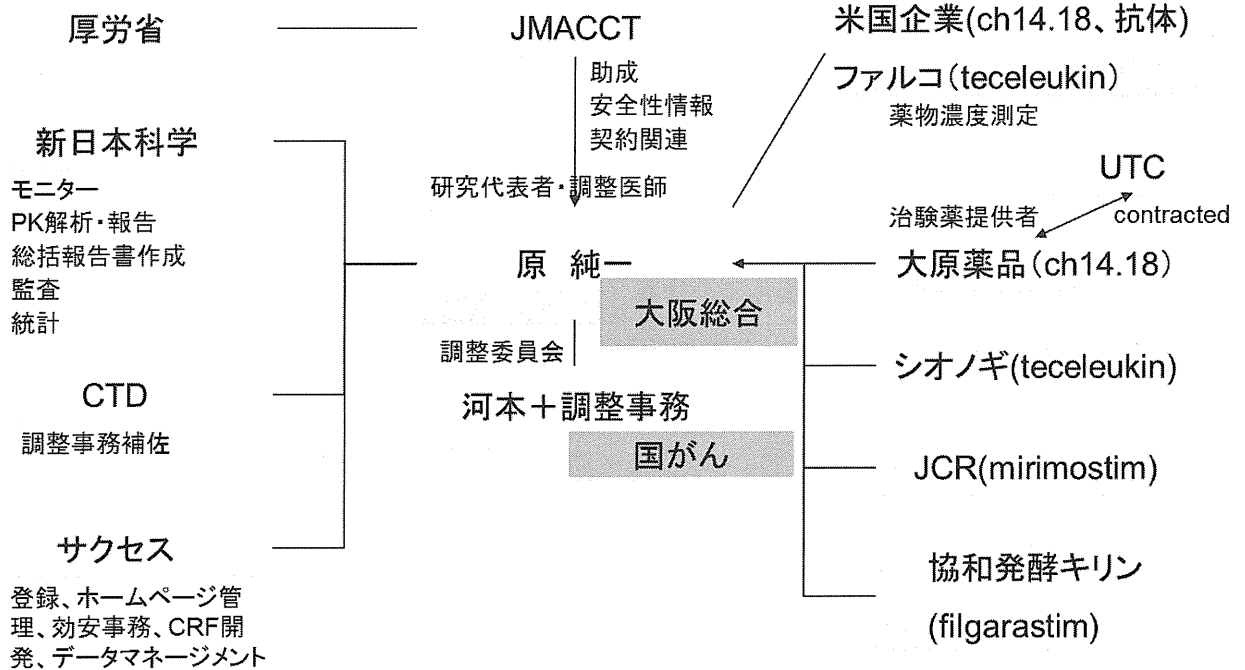 厚労省
JMACCT
助成
安全性情報
契約関連
米国企業(ch14.18、抗体)
ファルコ(teceleukin)
薬物濃度測定
新日本科学
モニター
PK解析・報告
総括報告書作成
監査
統計
研究代表者・調整医師
UTC
治験薬提供者
contracted
原 純一
大阪総合
大原薬品(ch14.18)
調整委員会
シオノギ(teceleukin)
CTD
調整事務補佐
河本+調整事務
国がん
JCR(mirimostim)
サクセス
登録、ホームページ管
理、効安事務、CRF開
発、データマネージメント
協和発酵キリン
(filgarastim)